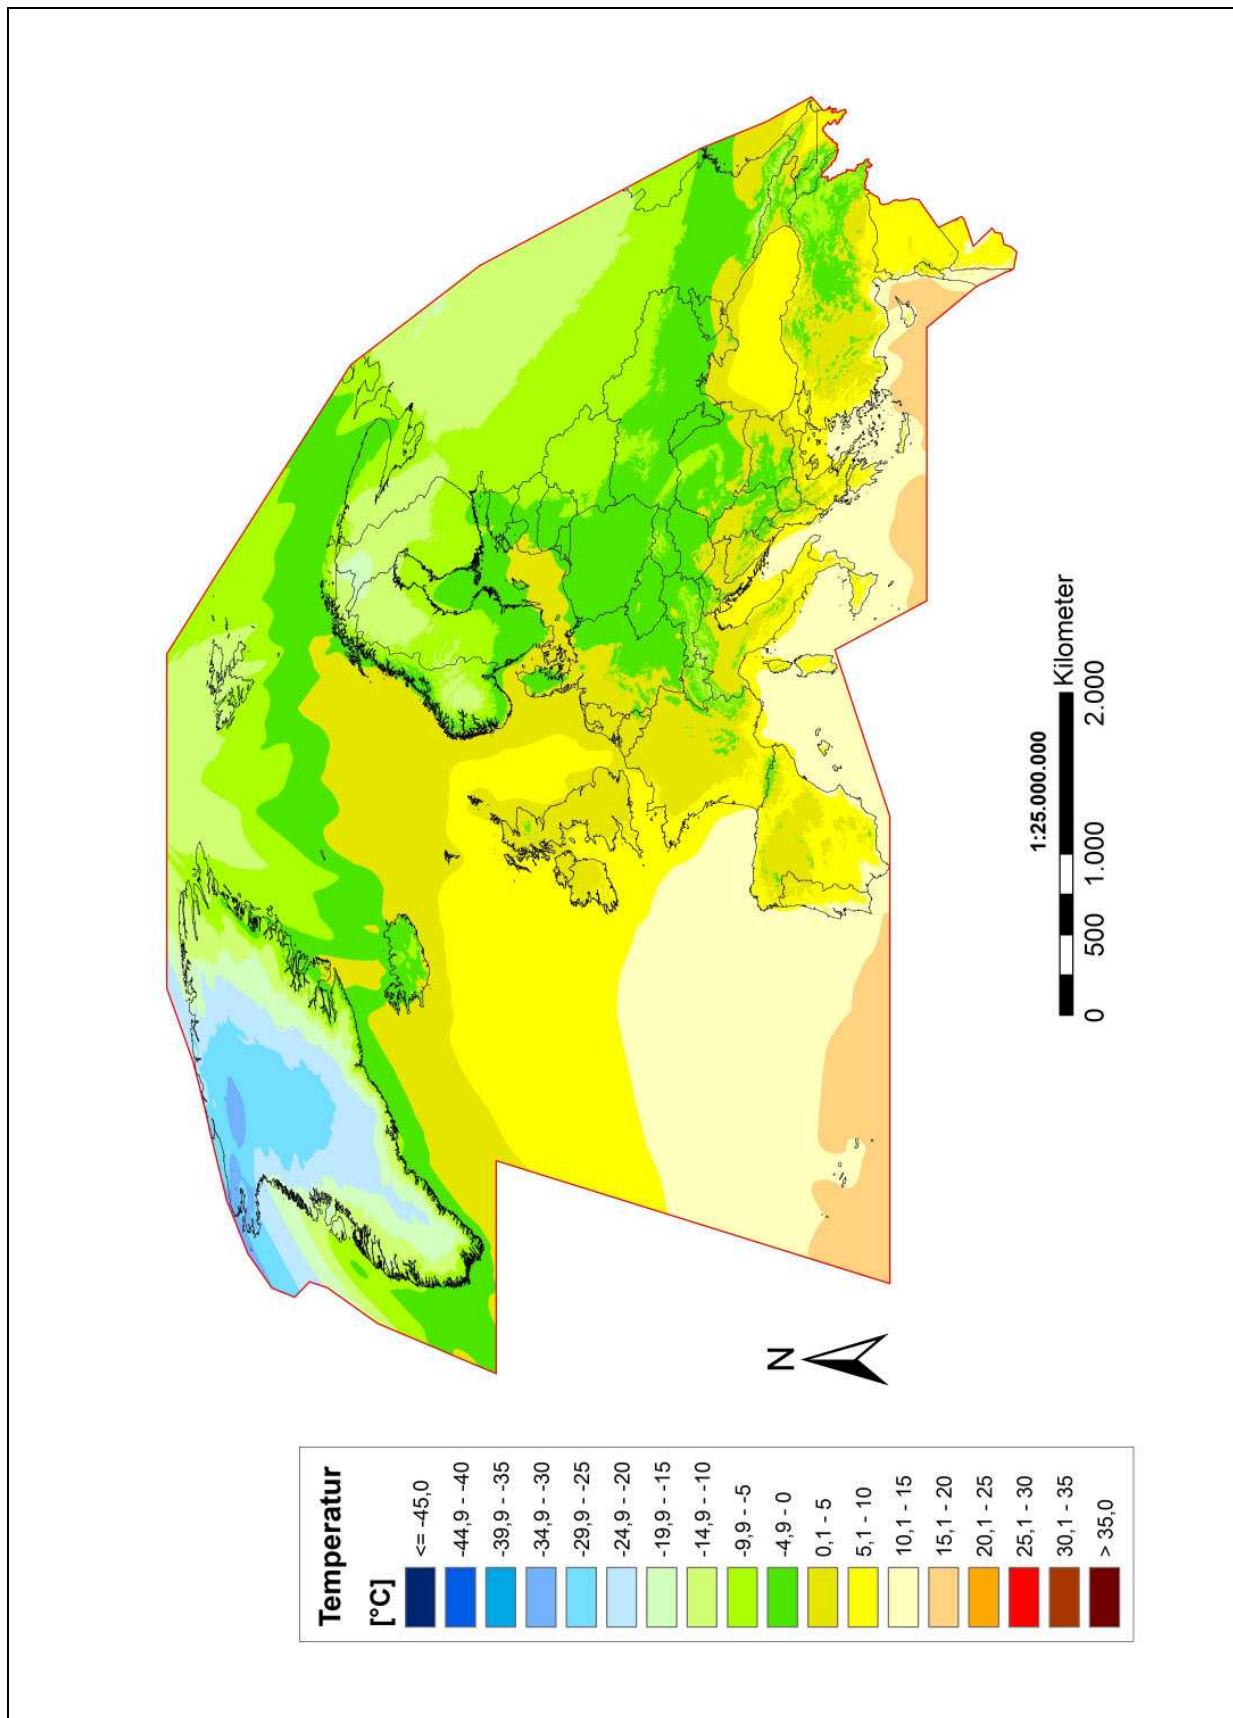 Temperatur
[°C]
<= -45,0
-44,9 - -40
-39,9 - -35
-34,9 - -30
-29,9 - -25
-24,9 - -20
-19,9 - -15
-14,9 - -10
-9,9 - -5
-4,9 - 0
0,1 - 5
5,1 - 10
10,1 - 15
15,1 - 20
20,1 - 25
25,1 - 30
30,1 - 35
> 35,0
N
1:25.000.000
0 500 1.000 2.000
Kilometer